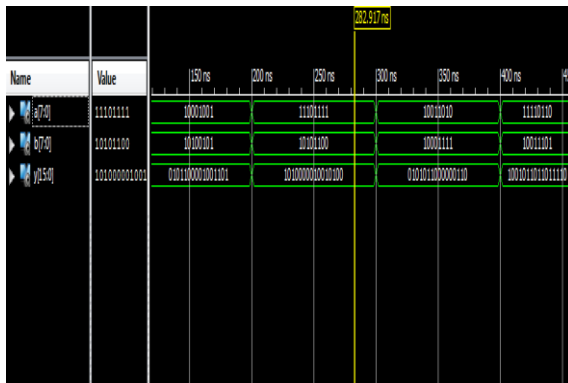 282.917 ns
Name Value 150 ns 200 ns 250 ns 300 ns 350 ns 400 ns
a[7:0] 11101111 10001001 11101111 10011010 11110110
b[7:0] 10101100 10100101 10101100 10001111 10011101
y[15:0] 101000001001 0101100001001101 1010000010010100 0101011000000110 1001011011011110